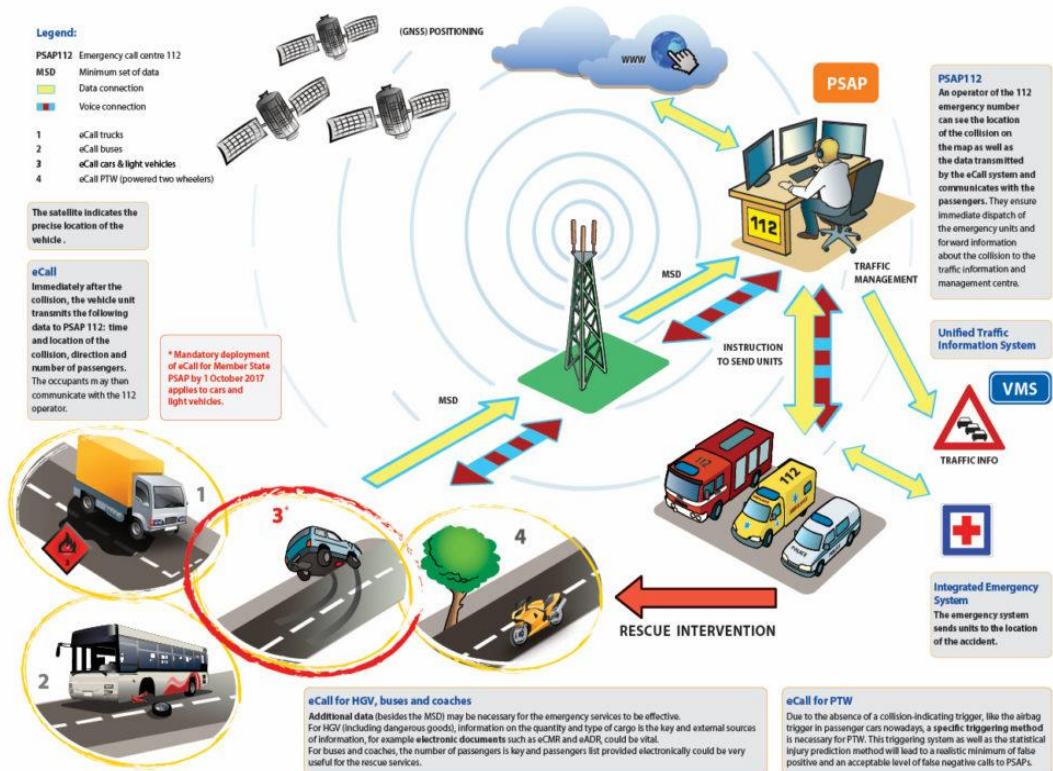 Legend:
PSAP112 Emergency call centre 112
MSD Minimum set of data
Data connection
Voice connection
1 eCall trucks
2 eCall buses
3 eCall cars & light vehicles
4 eCall PTW (powered two wheelers)
The satellite indicates the
precise location of the
vehicle .
eCall
Immediately after the
collision, the vehicle unit
transmits the following
data to PSAP 112: time
and location of the
collision, direction and
number of passengers.
The occupants may then
communicate with the 112
operator.
* Mandatory deployment
of eCall for Member State
PSAP by 1 October 2017
applies to cars and
light vehicles.
(GNSS) POSITIONING
WWW
PSAP
112
PSAP112
An operator of the 112
emergency number
can see the location
of the collision on
the map as well as
the data transmitted
by the eCall system and
communicates with the
passengers. They ensure
immediate dispatch of
the emergency units and
forward information
about the collision to the
traffic information and
management centre.
MSD
TRAFFIC
MANAGEMENT
INSTRUCTION
TO SEND UNITS
MSD
Unified Traffic
Information System
VMS
TRAFFIC INFO
1
2
3*
4
112
112
AMBULANCE
POLICE
RESCUE INTERVENTION
Integrated Emergency
System
The emergency system
sends units to the location
of the accident.
eCall for HGV, buses and coaches
Additional data (besides the MSD) may be necessary for the emergency services to be effective.
For HGV (including dangerous goods), information on the quantity and type of cargo is the key and external sources
of information, for example electronic documents such as eCMR and eADR, could be vital.
For buses and coaches, the number of passengers is key and passengers list provided electronically could be very
useful for the rescue services.
eCall for PTW
Due to the absence of a collision-indicating trigger, like the airbag
trigger in passenger cars nowadays, a specific triggering method
is necessary for PTW. This triggering system as well as the statistical
injury prediction method will lead to a realistic minimum of false
positive and an acceptable level of false negative calls to PSAPs.